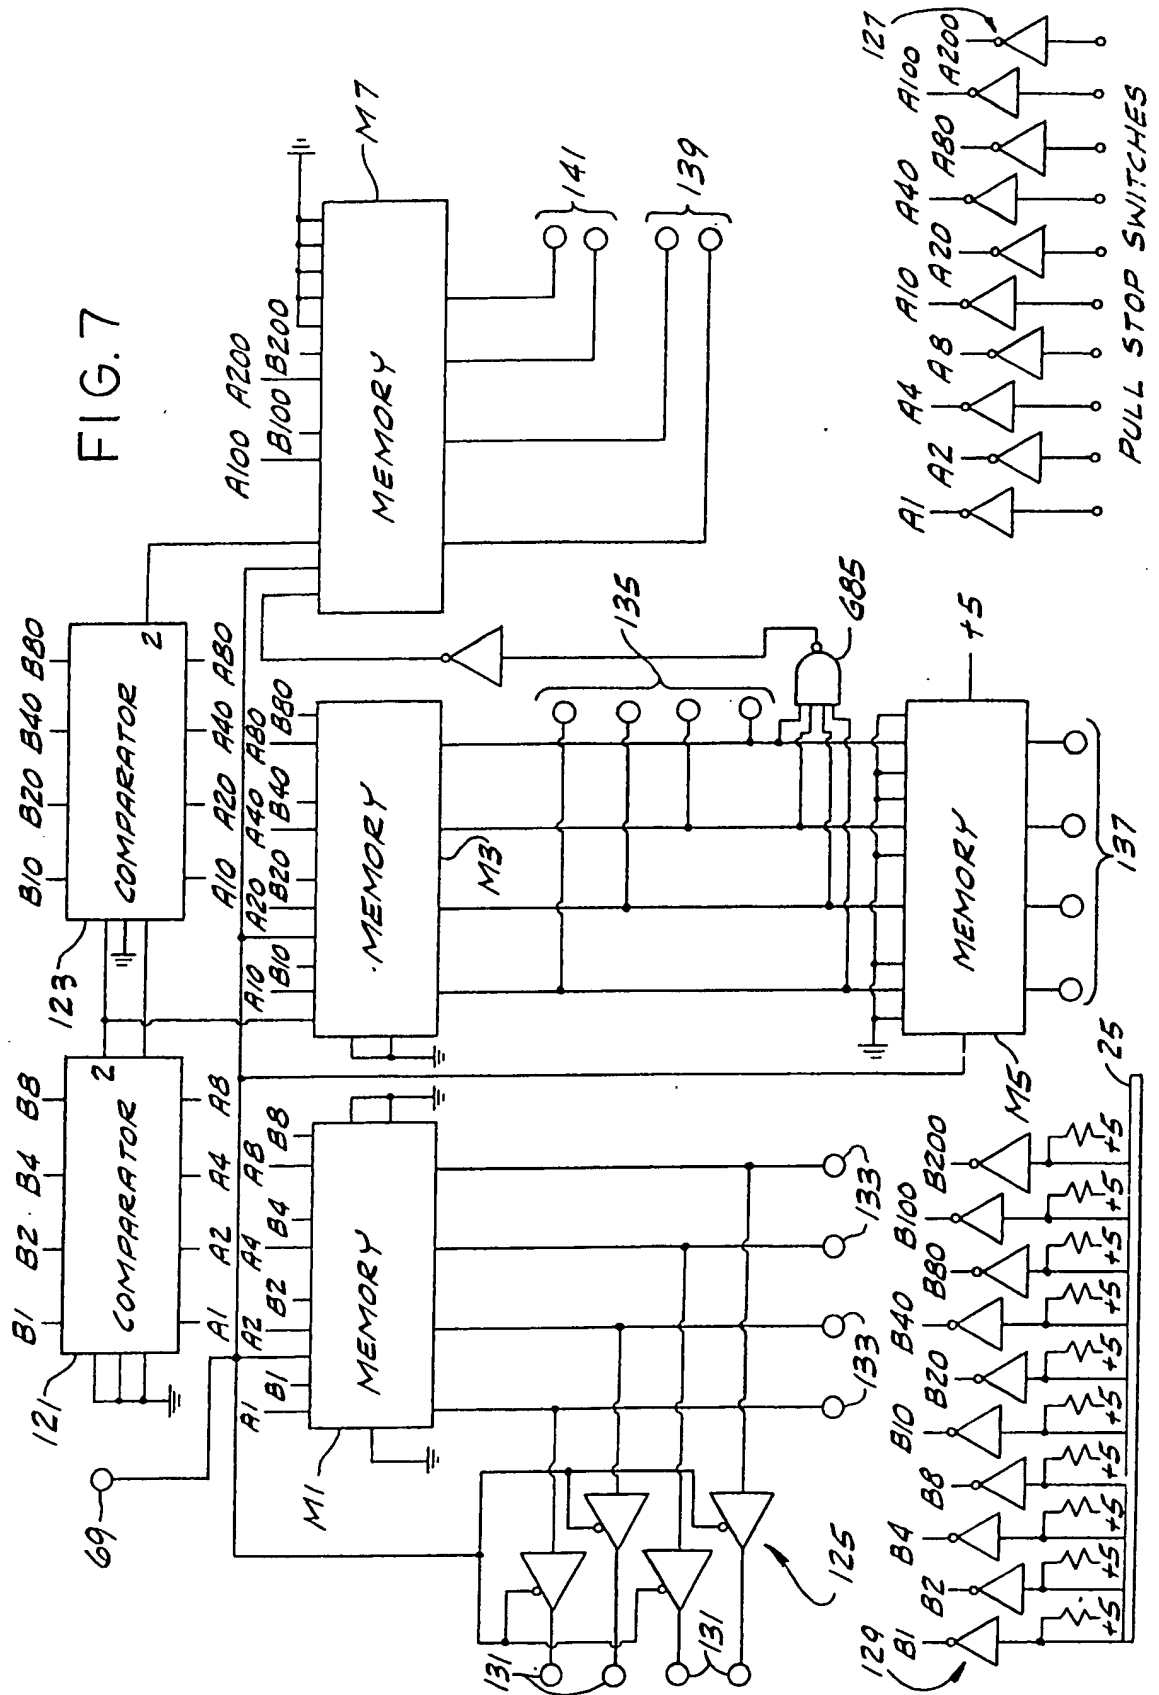 FIG. 7
B1 B2 B4 B8
B10 B20 B40 B80
121
COMPARATOR
2
123
COMPARATOR
2
A1 A2 A4 A8
A10 A20 A40 A80
69
A1 B1 A2 B2 A4 B4 A8 B8
A10 B10 A20 B20 A40 B40 A80 B80
A100 B100 A200 B200
M1
MEMORY
MEMORY
M3
MEMORY
M7
131
131
125
133
133
135
141
139
G85
+5
MEMORY
M5
137
129
B1 B2 B4 B8 B10 B20 B40 B80 B100 B200
+5 +5 +5 +5 +5 +5 +5 +5 +5 +5
25
A1 A2 A4 A8 A10 A20 A40 A80 A100 A200
127
PULL STOP SWITCHES